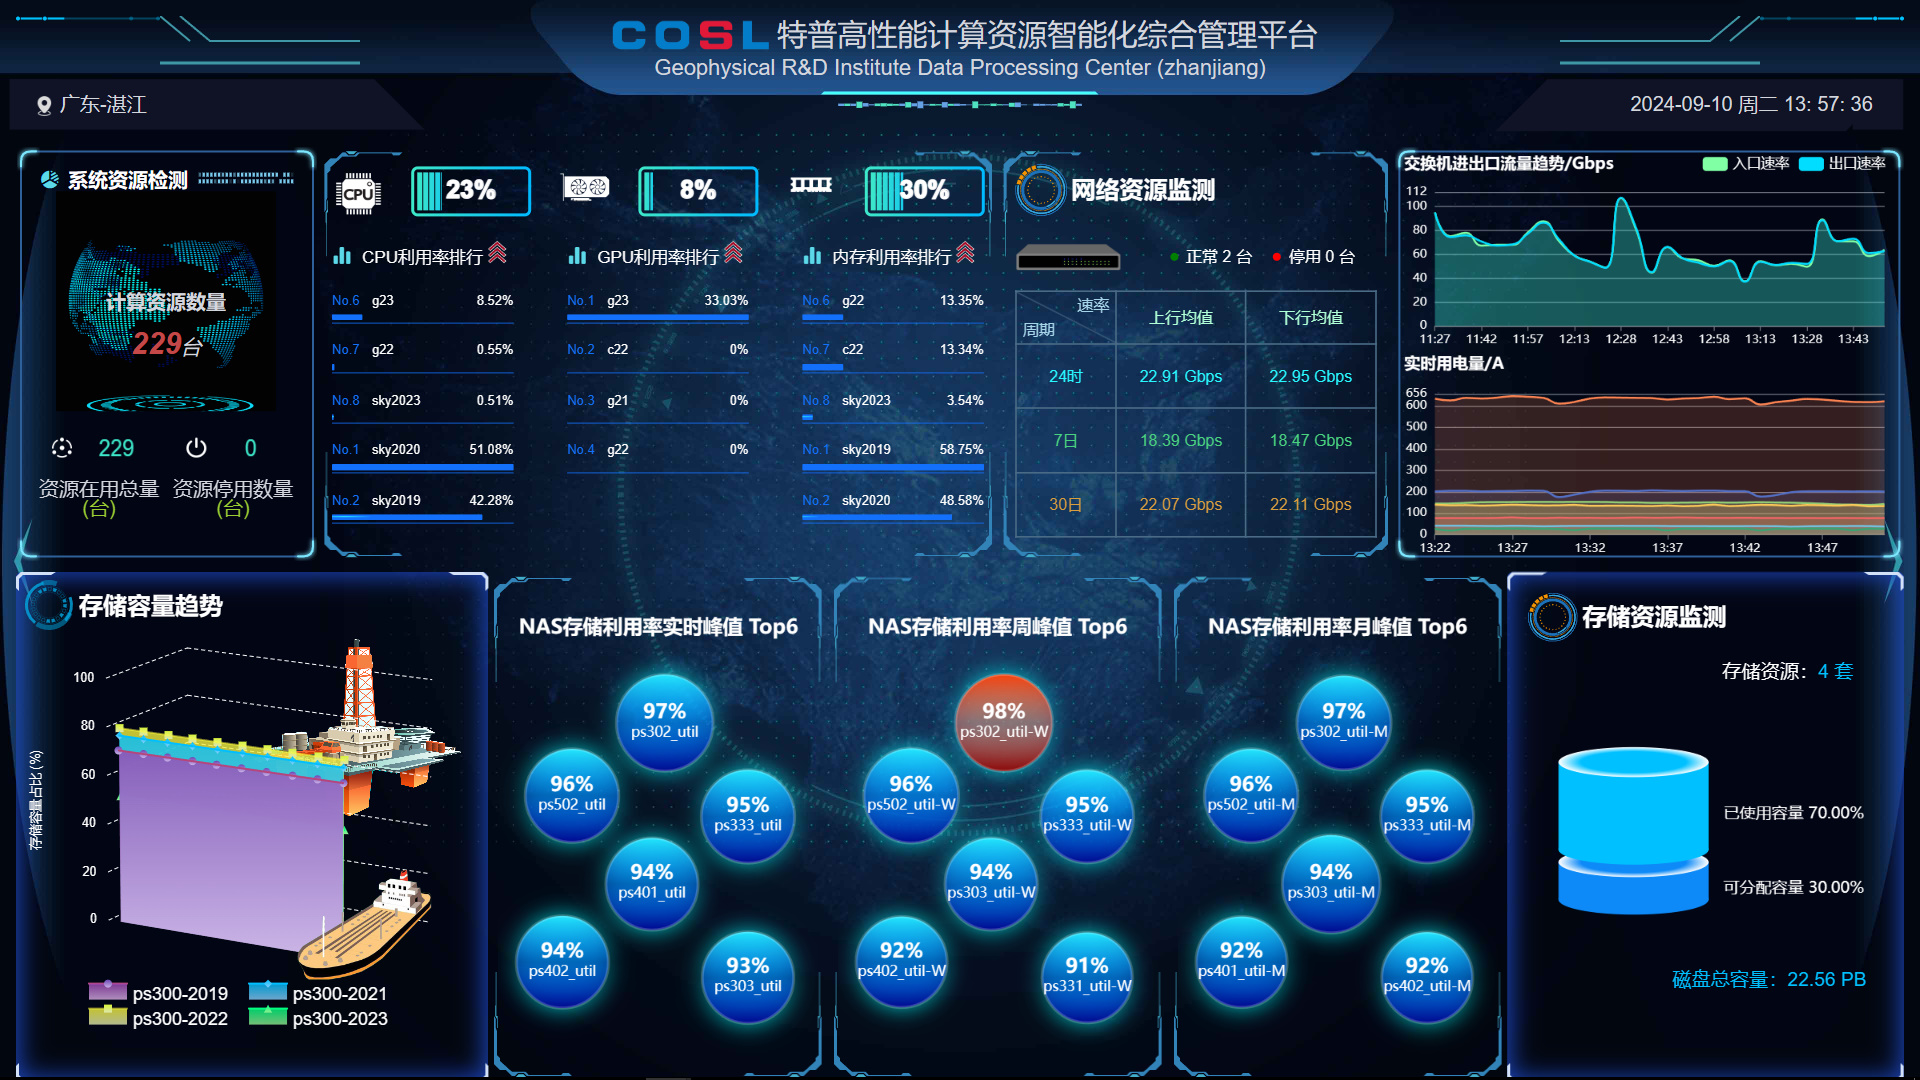 COSL 特普高性能计算资源智能化综合管理平台
Geophysical R&D Institute Data Processing Center (zhanjiang)
广东-湛江
2024-09-10 周二 13: 57: 36
系统资源检测
计算资源数量
229台
229
0
资源在用总量
(台)
资源停用数量
(台)
CPU
23%
8%
30%
CPU利用率排行
No.6 g23 8.52%
No.7 g22 0.55%
No.8 sky2023 0.51%
No.1 sky2020 51.08%
No.2 sky2019 42.28%
GPU利用率排行
No.1 g23 33.03%
No.2 c22 0%
No.3 g21 0%
No.4 g22 0%
内存利用率排行
No.6 g22 13.35%
No.7 c22 13.34%
No.8 sky2023 3.54%
No.1 sky2019 58.75%
No.2 sky2020 48.58%
网络资源监测
正常 2 台 停用 0 台
速率
周期
上行均值 下行均值
24时 22.91 Gbps 22.95 Gbps
7日 18.39 Gbps 18.47 Gbps
30日 22.07 Gbps 22.11 Gbps
交换机进出口流量趋势/Gbps
入口速率 出口速率
112
100
80
60
40
20
0
11:27 11:42 11:57 12:13 12:28 12:43 12:58 13:13 13:28 13:43
实时用电量/A
656
600
500
400
300
200
100
0
13:22 13:27 13:32 13:37 13:42 13:47
存储容量趋势
存储容量占比 (%)
100
80
60
40
20
0
ps300-2019 ps300-2021
ps300-2022 ps300-2023
NAS存储利用率实时峰值 Top6
97%
ps302_util
96%
ps502_util
95%
ps333_util
94%
ps401_util
94%
ps402_util
93%
ps303_util
NAS存储利用率周峰值 Top6
98%
ps302_util-W
96%
ps502_util-W
95%
ps333_util-W
94%
ps303_util-W
92%
ps402_util-W
91%
ps331_util-W
NAS存储利用率月峰值 Top6
97%
ps302_util-M
96%
ps502_util-M
95%
ps333_util-M
94%
ps303_util-M
92%
ps401_util-M
92%
ps402_util-M
存储资源监测
存储资源：4 套
已使用容量 70.00%
可分配容量 30.00%
磁盘总容量：22.56 PB